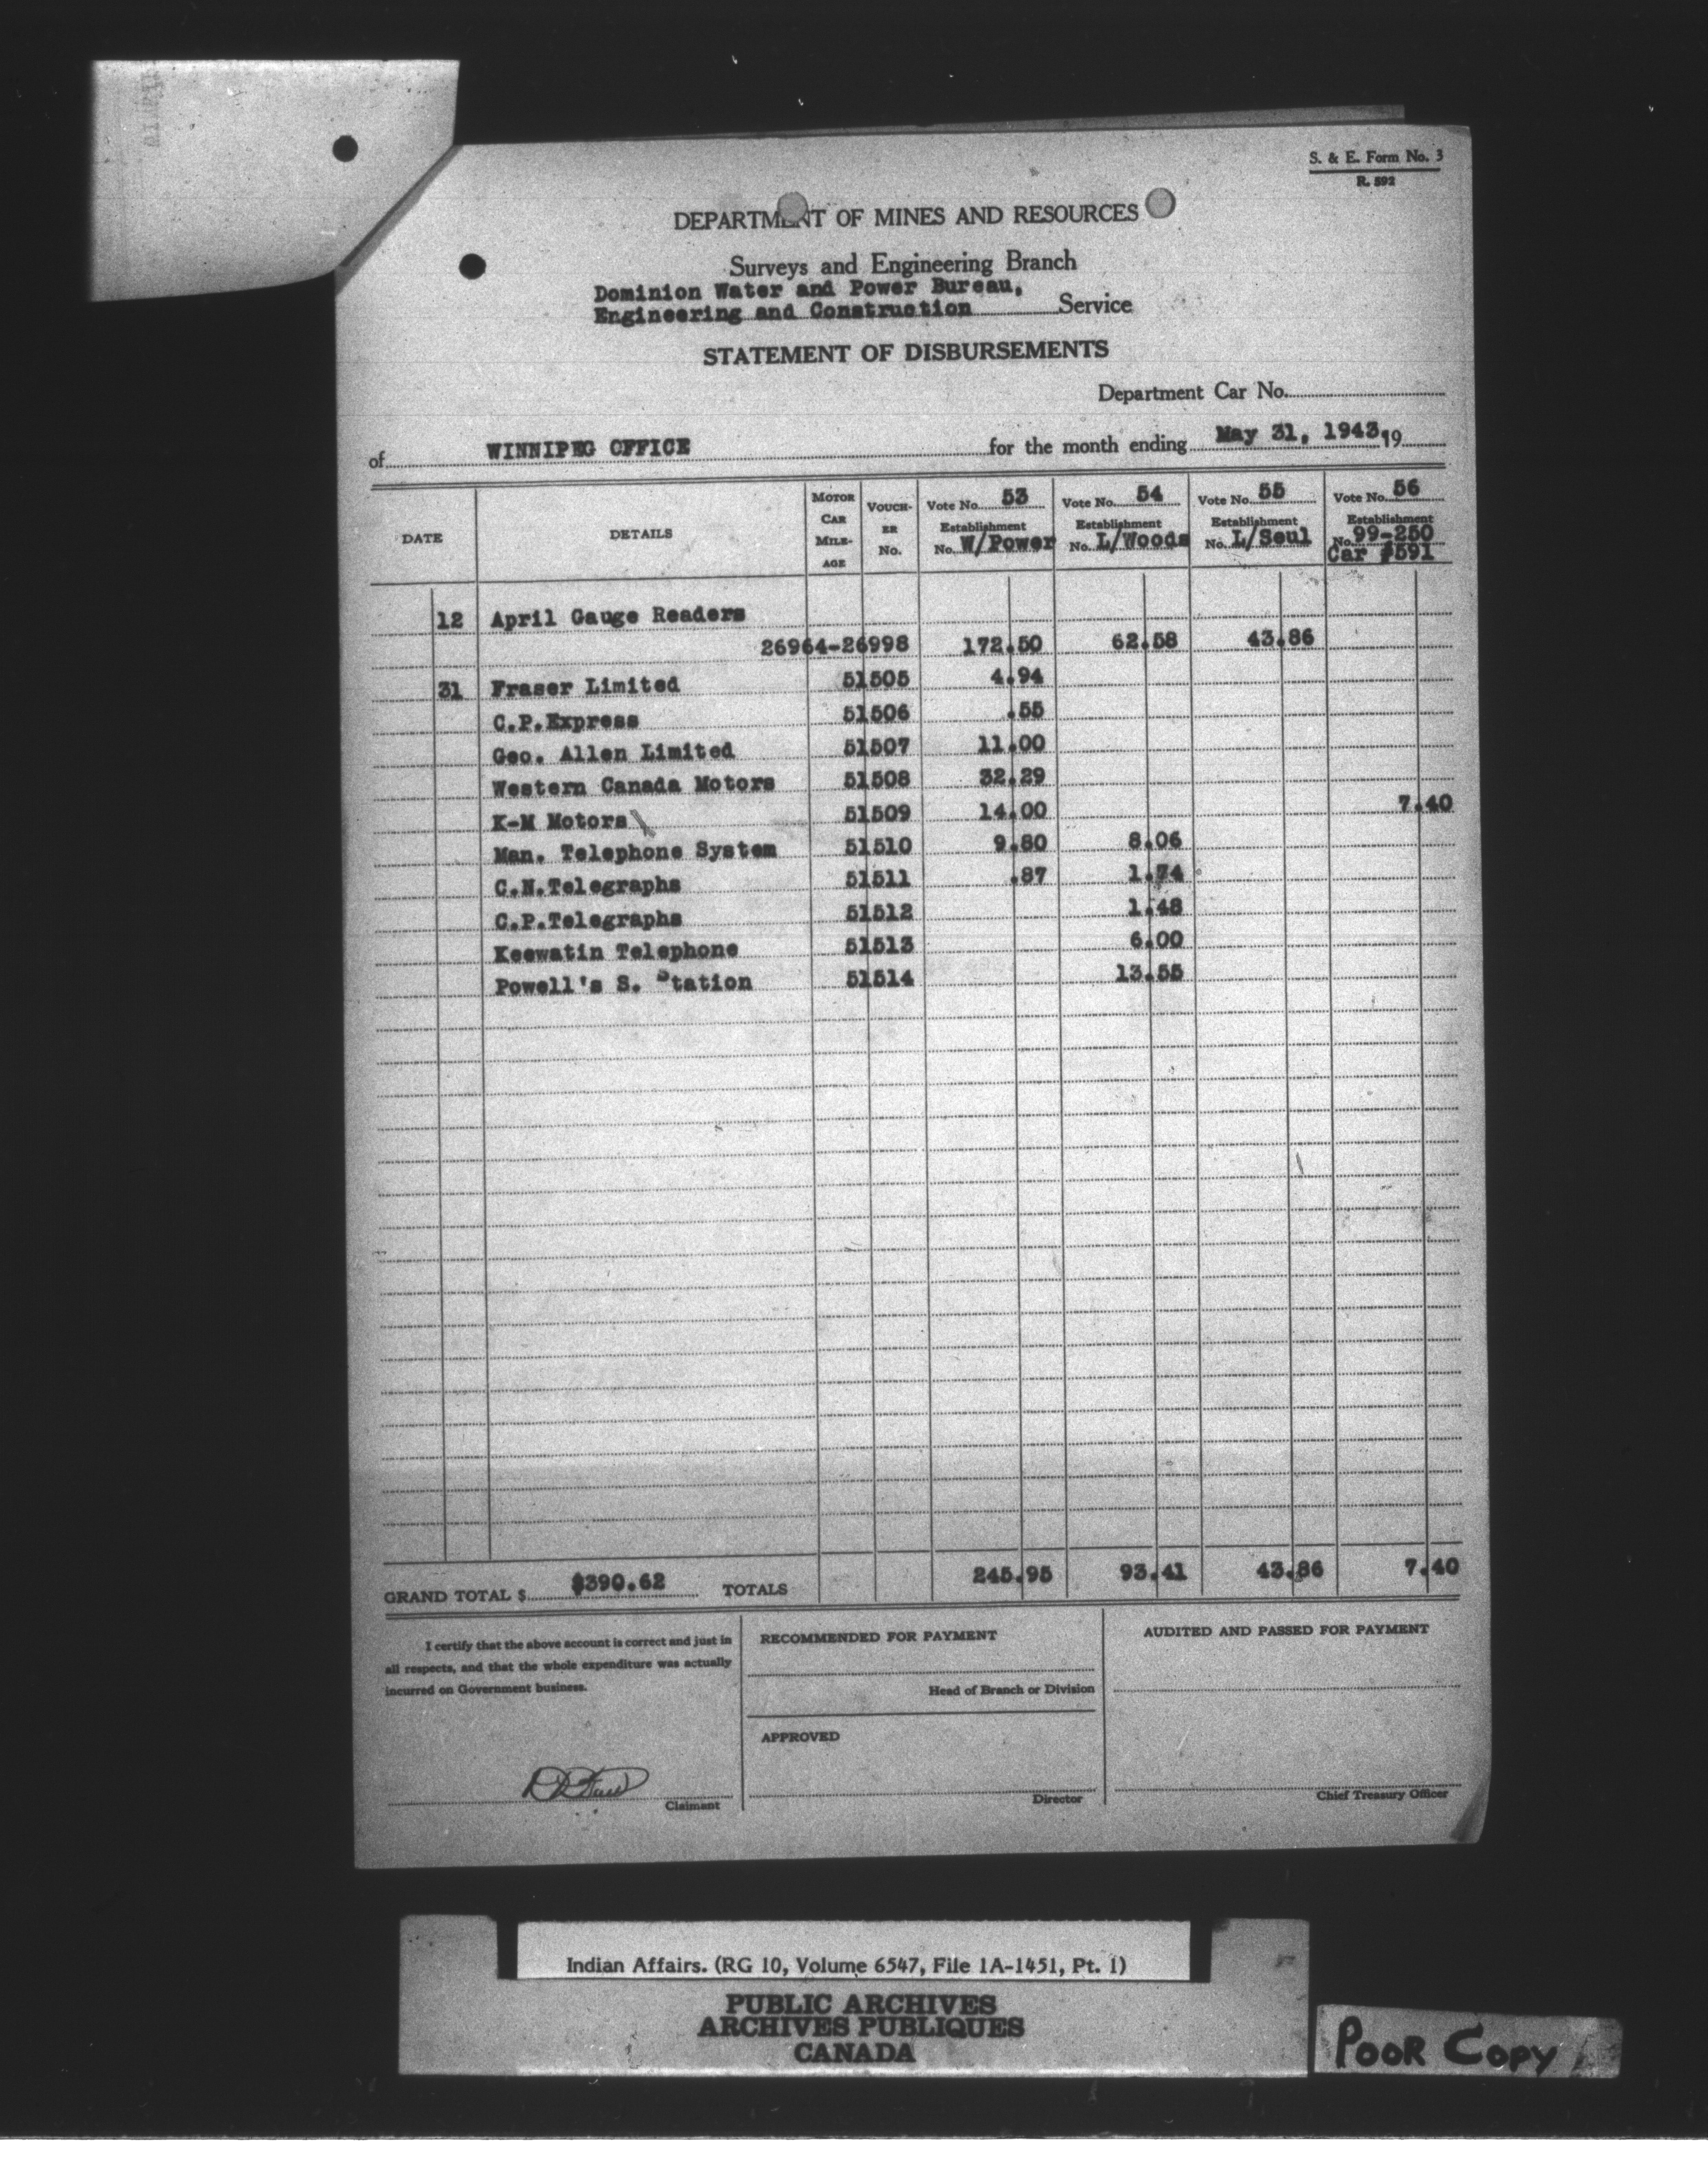 S. & E. Form No. 3
R. 592
DEPARTMENT OF MINES AND RESOURCES
Surveys and Engineering Branch
Dominion Water and Power Bureau,
Engineering and Construction Service
STATEMENT OF DISBURSEMENTS
Department Car No.
of WINNIPEG OFFICE for the month ending May 31, 1943, 19
DATE DETAILS MOTOR CAR MILE-AGE VOUCH-ER No. Vote No. 53 Establishment No. W/Power Vote No. 54 Establishment No. L/Woods Vote No. 55 Establishment No. L/Seul Vote No. 56 Establishment No. 99-250 Car #591
12 April Gauge Readers
26964-26998 172.50 62.58 43.86
31 Fraser Limited 51505 4.94
C.P.Express 51506 .55
Geo. Allen Limited 51507 11.00
Western Canada Motors 51508 32.29
K-M Motors 51509 14.00 7.40
Man. Telephone System 51510 9.80 8.06
C.N.Telegraphs 51511 .87 1.74
C.P.Telegraphs 51512 1.48
Keewatin Telephone 51513 6.00
Powell's S. Station 51514 13.55
GRAND TOTAL $ $390.62 TOTALS 245.95 93.41 43.86 7.40
I certify that the above account is correct and just in
all respects, and that the whole expenditure was actually
incurred on Government business.
Claimant
RECOMMENDED FOR PAYMENT
Head of Branch or Division
APPROVED
Director
AUDITED AND PASSED FOR PAYMENT
Chief Treasury Officer
Indian Affairs. (RG 10, Volume 6547, File 1A-1451, Pt. 1)
PUBLIC ARCHIVES
ARCHIVES PUBLIQUES
CANADA
POOR COPY